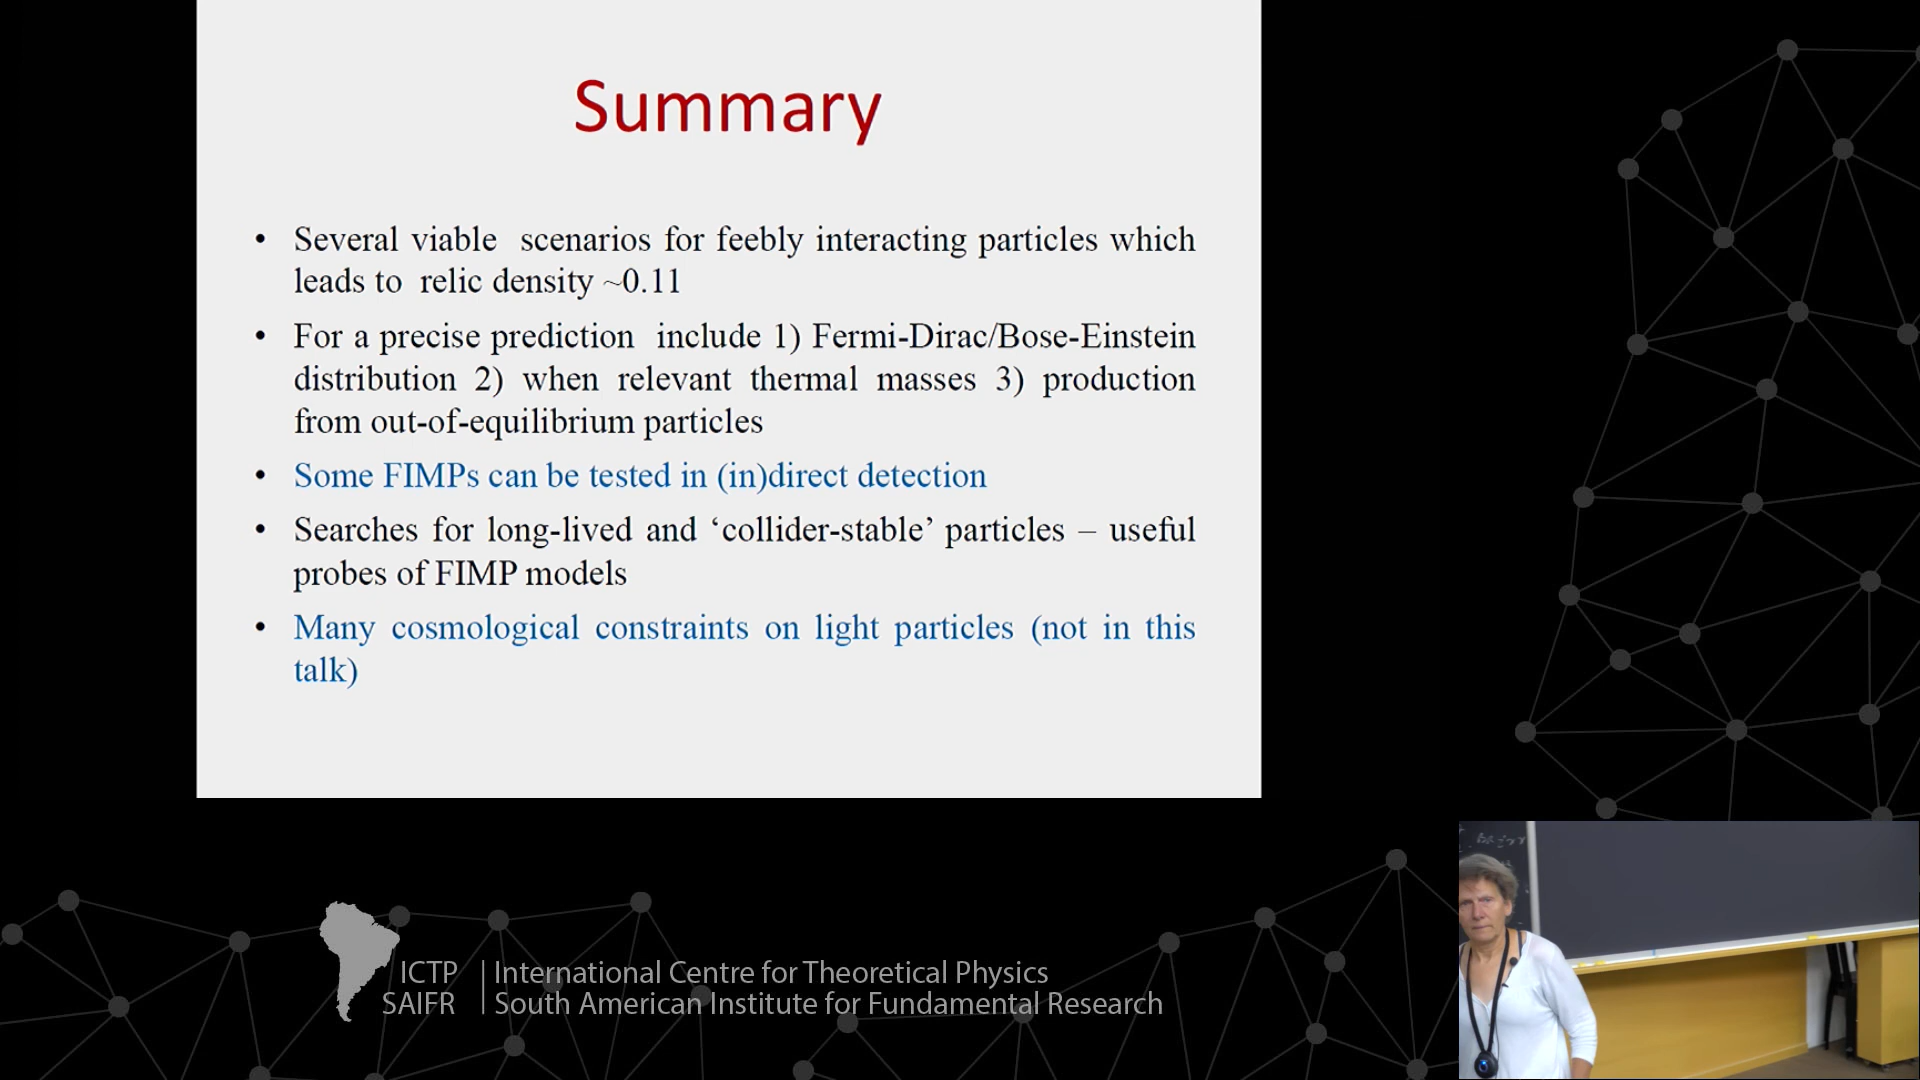 Summary
• Several viable scenarios for feebly interacting particles which
leads to relic density ~0.11
• For a precise prediction include 1) Fermi-Dirac/Bose-Einstein
distribution 2) when relevant thermal masses 3) production
from out-of-equilibrium particles
• Some FIMPs can be tested in (in)direct detection
• Searches for long-lived and ‘collider-stable’ particles – useful
probes of FIMP models
• Many cosmological constraints on light particles (not in this
talk)
ICTP | International Centre for Theoretical Physics
SAIFR | South American Institute for Fundamental Research